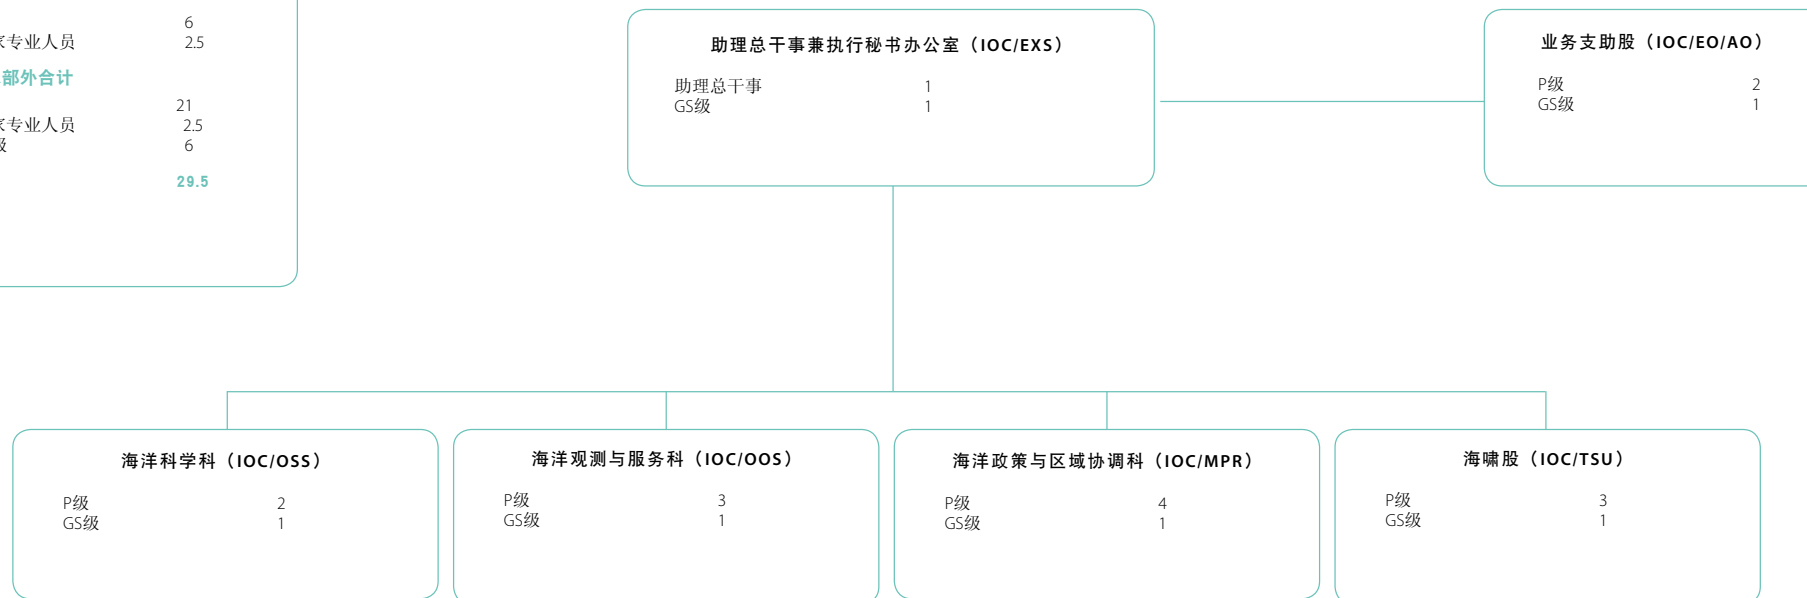 6
家专业人员 2.5
部外合计
21
家专业人员 2.5
级 6
29.5
助理总干事兼执行秘书办公室（IOC/EXS）
助理总干事 1
GS级 1
业务支助股（IOC/EO/AO）
P级 2
GS级 1
海洋科学科（IOC/OSS）
P级 2
GS级 1
海洋观测与服务科（IOC/OOS）
P级 3
GS级 1
海洋政策与区域协调科（IOC/MPR）
P级 4
GS级 1
海啸股（IOC/TSU）
P级 3
GS级 1